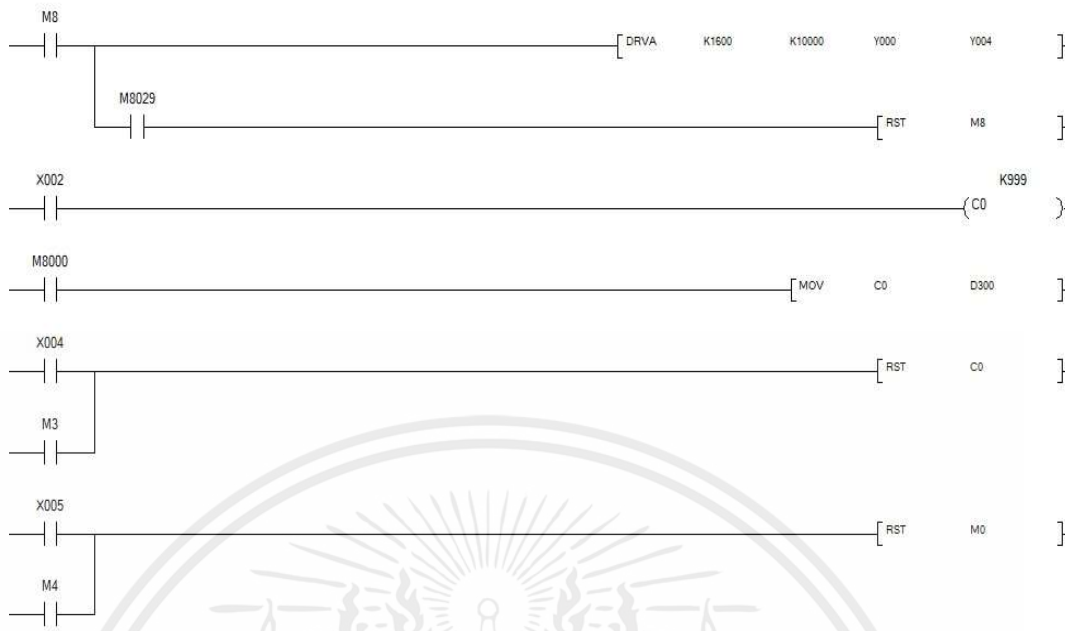 M8
DRVA K1600 K10000 Y000 Y004
M8029
RST M8
X002
K999
C0
M8000
MOV C0 D300
X004
RST C0
M3
X005
RST M0
M4